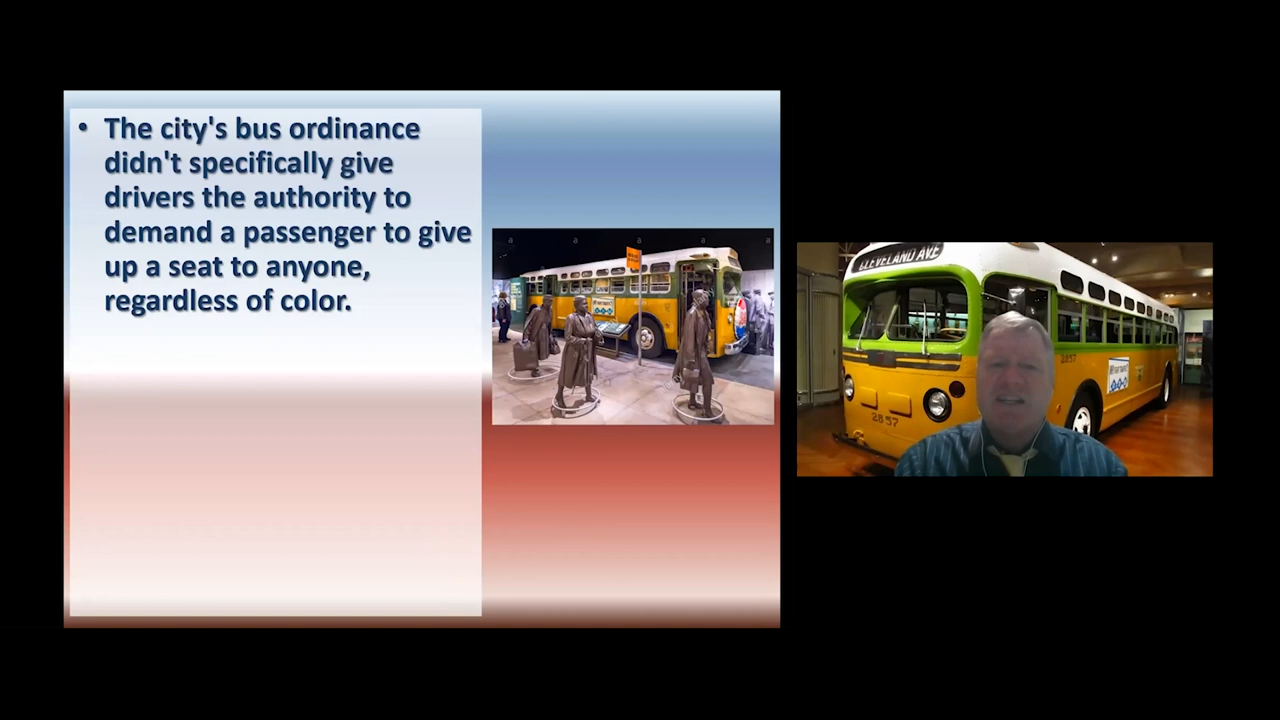 • The city's bus ordinance
didn't specifically give
drivers the authority to
demand a passenger to give
up a seat to anyone,
regardless of color.
CLEVELAND AVE
2857
2857